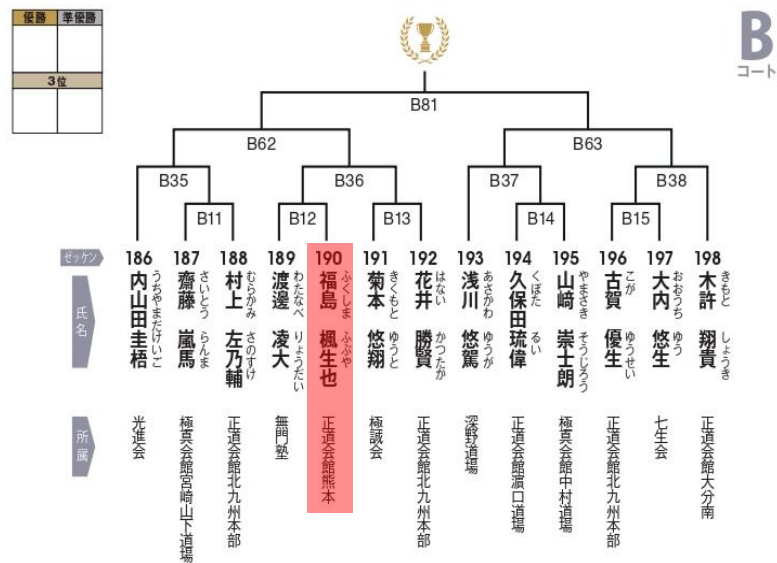 優勝 準優勝
3位
B
コート
B81
B62 B63
B35 B36 B37 B38
B11 B12 B13 B14 B15
ゼッケン 186 187 188 189 190 191 192 193 194 195 196 197 198
氏名
内山田圭梧 うちやまだけいご
齋藤 嵐馬 さいとう らんま
村上 左乃輔 むらかみ さのすけ
渡邊 凌大 わたなべ りょうだい
福島 楓生也 ふくしま ふぶや
菊本 悠翔 きくもと ゆうと
花井 勝賢 はない かつたか
浅川 悠駕 あさかわ ゆうが
久保田琉偉 くぼた るい
山﨑 崇士朗 やまさき そうじろう
古賀 優生 こが ゆうせい
大内 悠生 おおうち ゆう
木許 翔貴 きもと しょうき
所属
光進会
極真会館宮崎山下道場
正道会館北九州本部
無門塾
正道会館熊本
極誠会
正道会館北九州本部
深野道場
正道会館濵口道場
極真会館中村道場
正道会館北九州本部
七生会
正道会館大分南